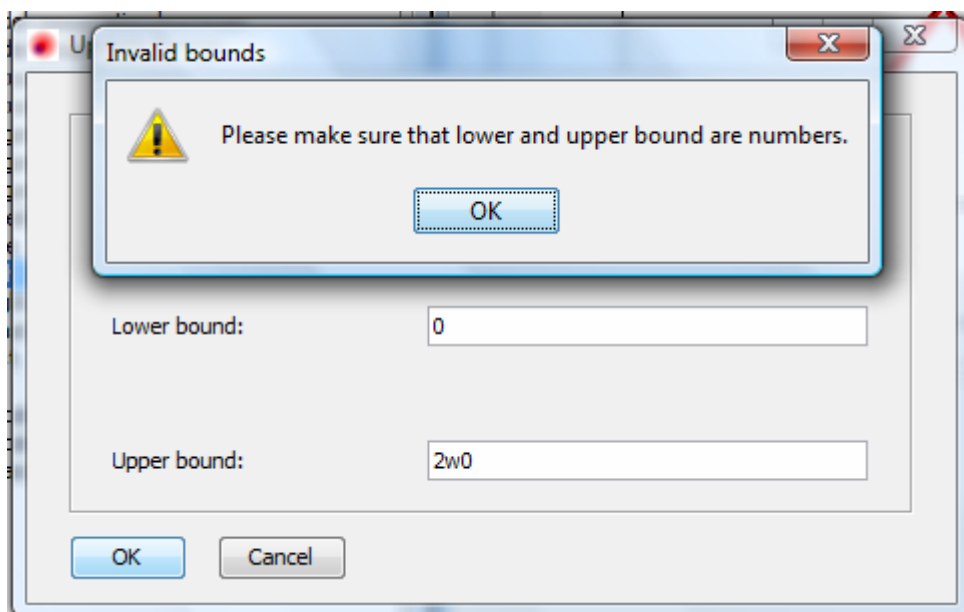 Invalid bounds
Please make sure that lower and upper bound are numbers.
OK
Lower bound:
0
Upper bound:
2w0
OK
Cancel